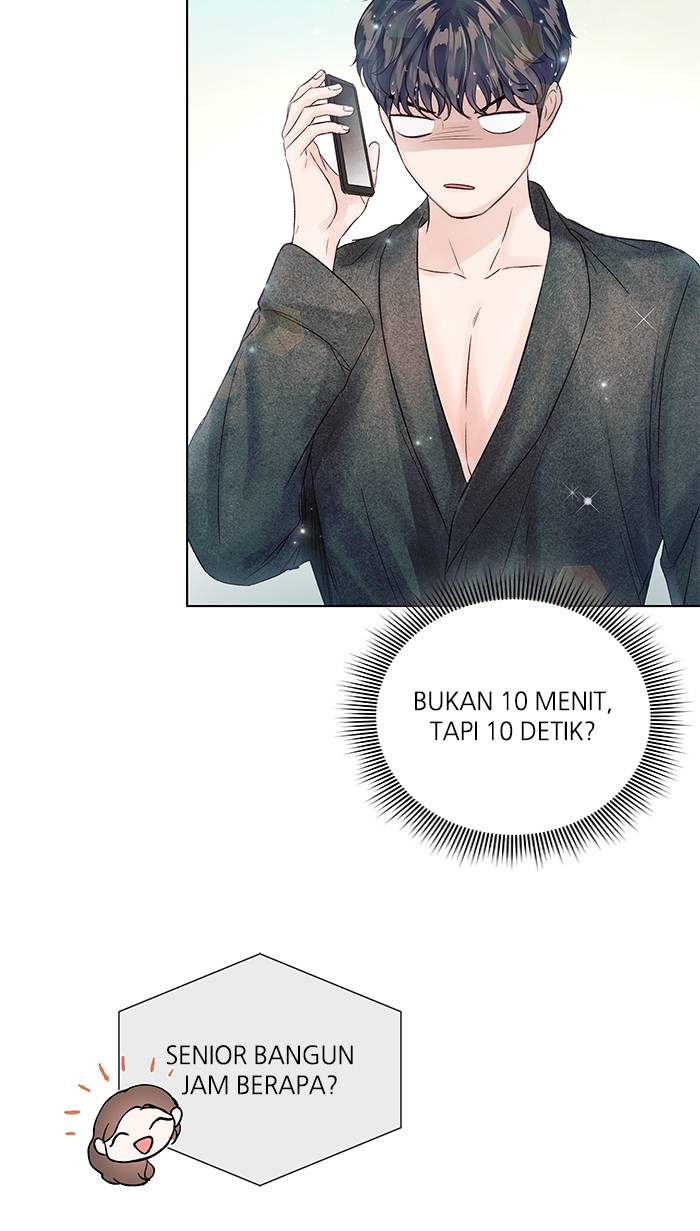 BUKAN 10 MENIT,
TAPI 10 DETIK?
SENIOR BANGUN
JAM BERAPA?